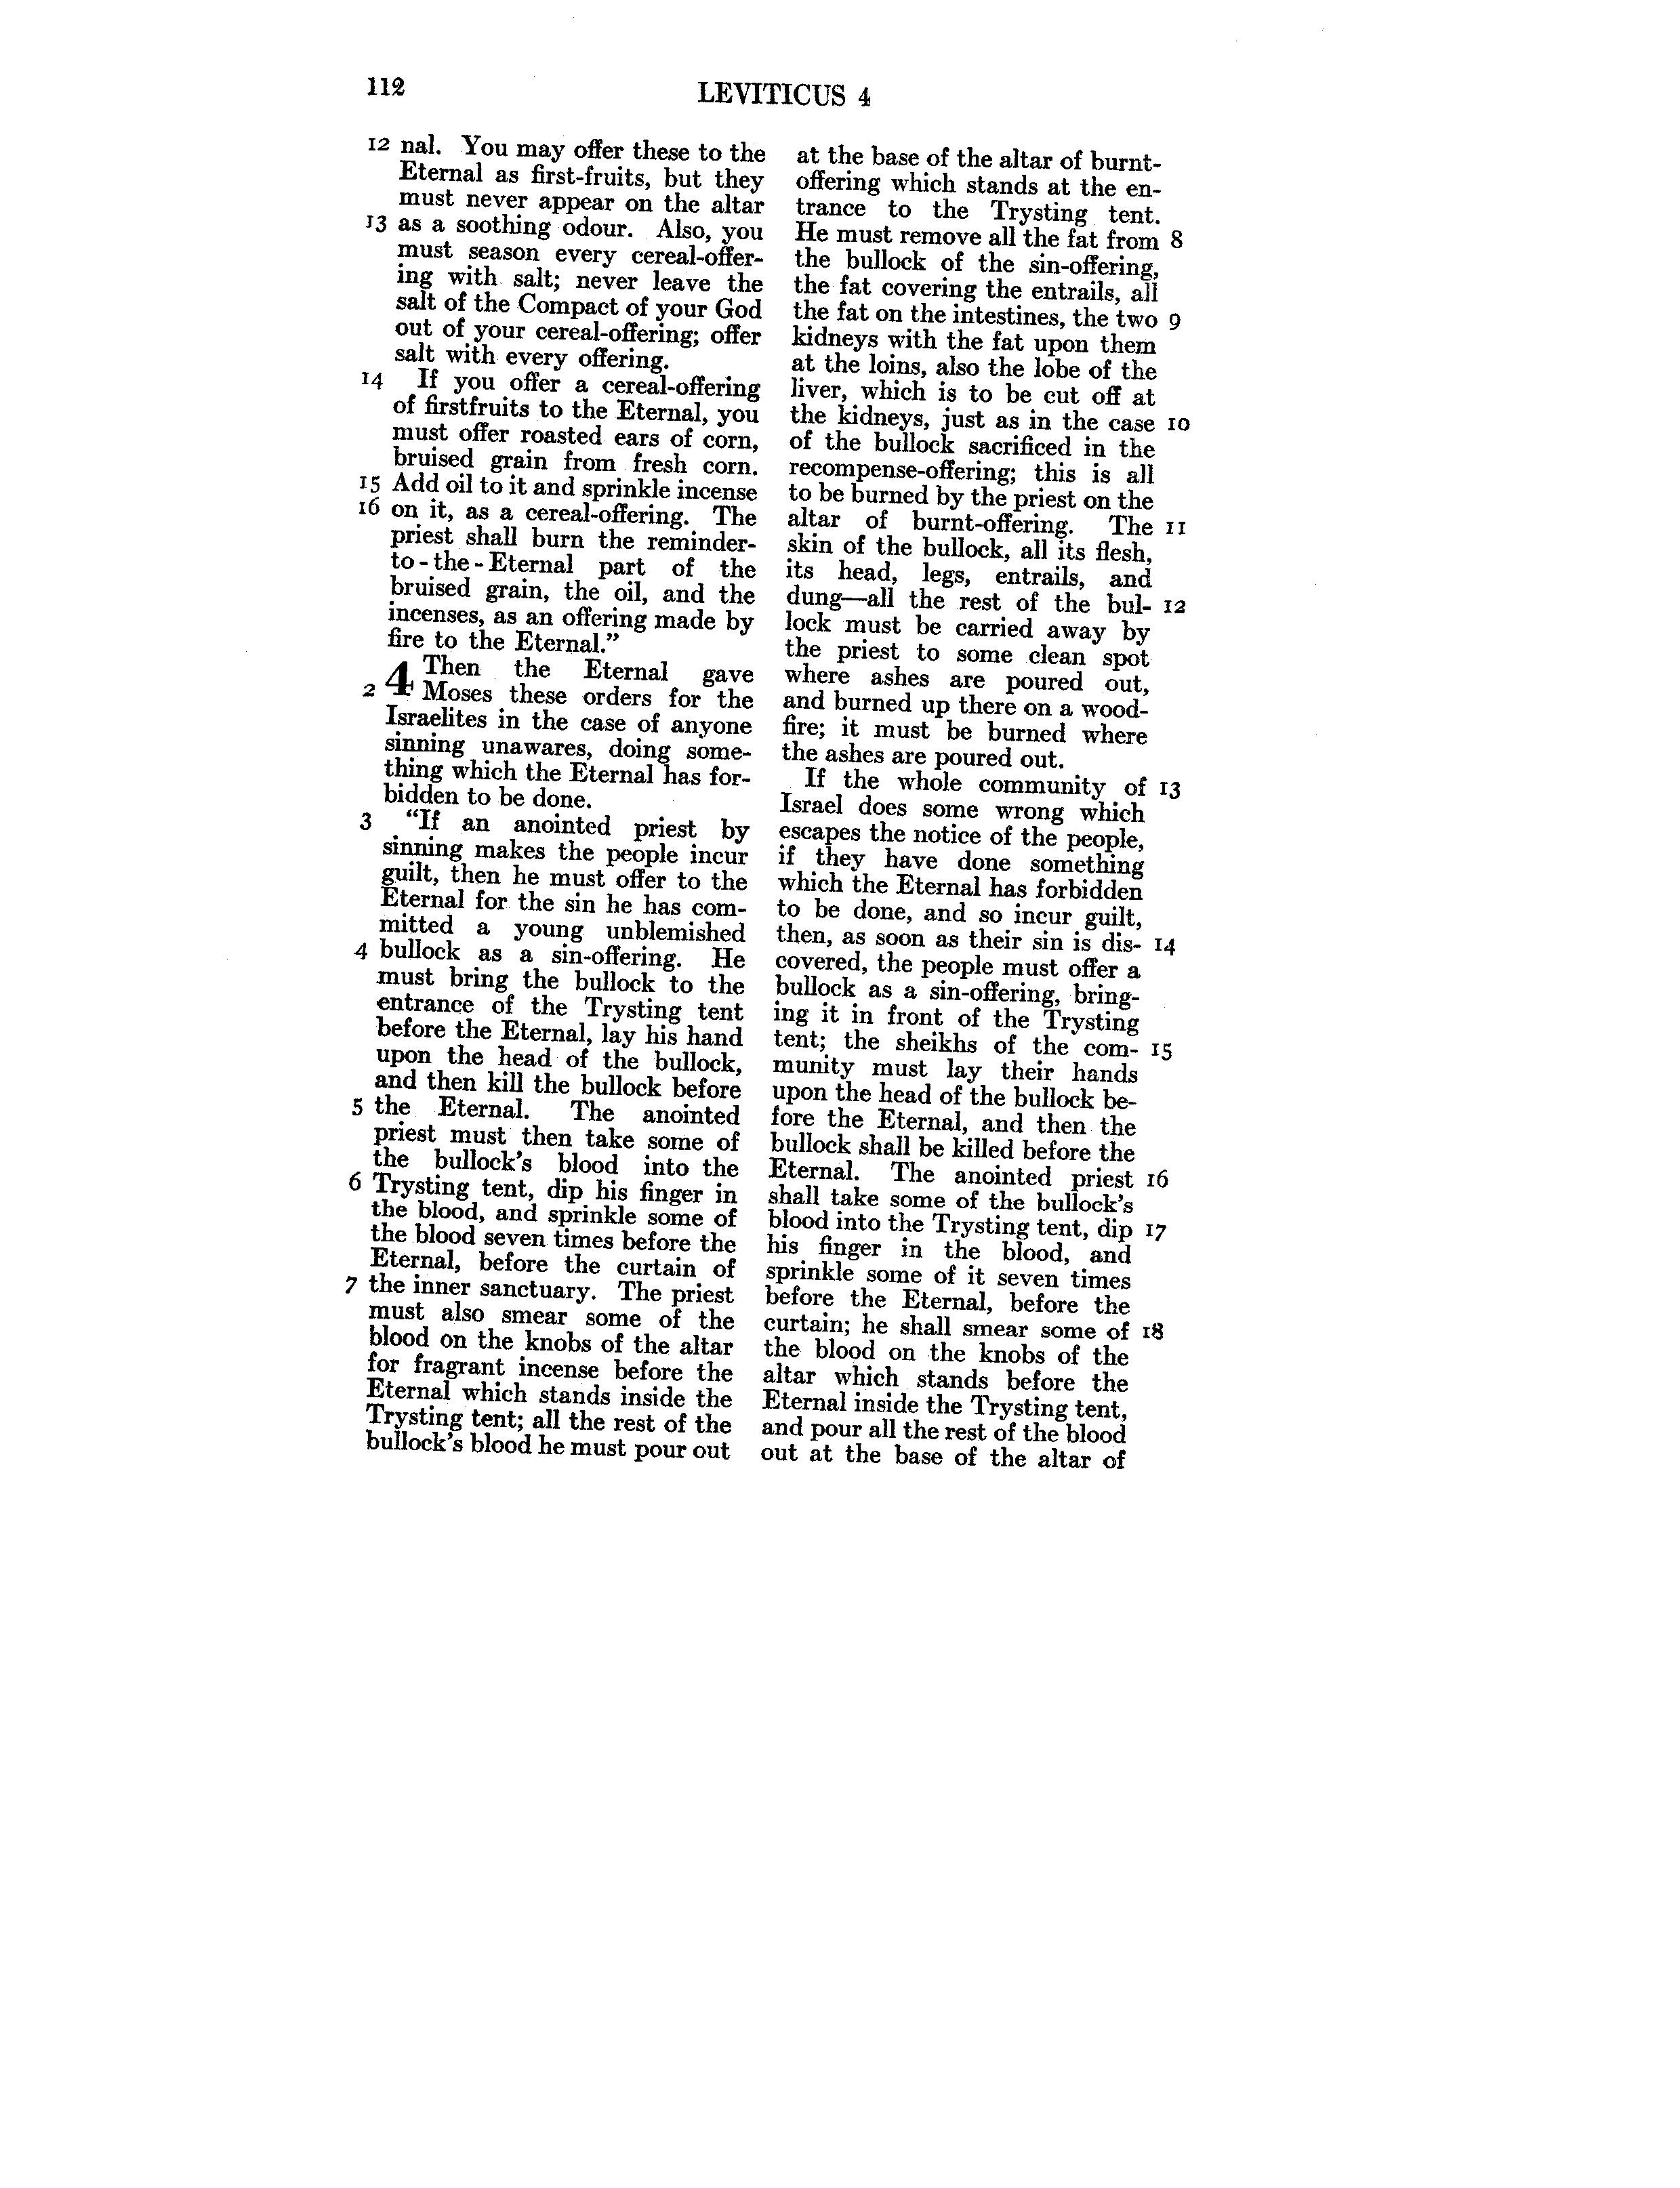 112
LEVITICUS 4
12 nal. You may offer these to the
Eternal as first-fruits, but they
must never appear on the altar
13 as a soothing odour. Also, you
must season every cereal-offer-
ing with salt; never leave the
salt of the Compact of your God
out of your cereal-offering; offer
salt with every offering.
14 If you offer a cereal-offering
of firstfruits to the Eternal, you
must offer roasted ears of corn,
bruised grain from fresh corn.
15 Add oil to it and sprinkle incense
16 on it, as a cereal-offering. The
priest shall burn the reminder-
to-the-Eternal part of the
bruised grain, the oil, and the
incenses, as an offering made by
fire to the Eternal.”
4 Then the Eternal gave
2 Moses these orders for the
Israelites in the case of anyone
sinning unawares, doing some-
thing which the Eternal has for-
bidden to be done.
3 “If an anointed priest by
sinning makes the people incur
guilt, then he must offer to the
Eternal for the sin he has com-
mitted a young unblemished
4 bullock as a sin-offering. He
must bring the bullock to the
entrance of the Trysting tent
before the Eternal, lay his hand
upon the head of the bullock,
and then kill the bullock before
5 the Eternal. The anointed
priest must then take some of
the bullock’s blood into the
6 Trysting tent, dip his finger in
the blood, and sprinkle some of
the blood seven times before the
Eternal, before the curtain of
7 the inner sanctuary. The priest
must also smear some of the
blood on the knobs of the altar
for fragrant incense before the
Eternal which stands inside the
Trysting tent; all the rest of the
bullock’s blood he must pour out
at the base of the altar of burnt-
offering which stands at the en-
trance to the Trysting tent.
He must remove all the fat from 8
the bullock of the sin-offering,
the fat covering the entrails, all
the fat on the intestines, the two 9
kidneys with the fat upon them
at the loins, also the lobe of the
liver, which is to be cut off at
the kidneys, just as in the case 10
of the bullock sacrificed in the
recompense-offering; this is all
to be burned by the priest on the
altar of burnt-offering. The 11
skin of the bullock, all its flesh,
its head, legs, entrails, and
dung—all the rest of the bul- 12
lock must be carried away by
the priest to some clean spot
where ashes are poured out,
and burned up there on a wood-
fire; it must be burned where
the ashes are poured out.
If the whole community of 13
Israel does some wrong which
escapes the notice of the people,
if they have done something
which the Eternal has forbidden
to be done, and so incur guilt,
then, as soon as their sin is dis- 14
covered, the people must offer a
bullock as a sin-offering, bring-
ing it in front of the Trysting
tent; the sheikhs of the com- 15
munity must lay their hands
upon the head of the bullock be-
fore the Eternal, and then the
bullock shall be killed before the
Eternal. The anointed priest 16
shall take some of the bullock’s
blood into the Trysting tent, dip 17
his finger in the blood, and
sprinkle some of it seven times
before the Eternal, before the
curtain; he shall smear some of 18
the blood on the knobs of the
altar which stands before the
Eternal inside the Trysting tent,
and pour all the rest of the blood
out at the base of the altar of